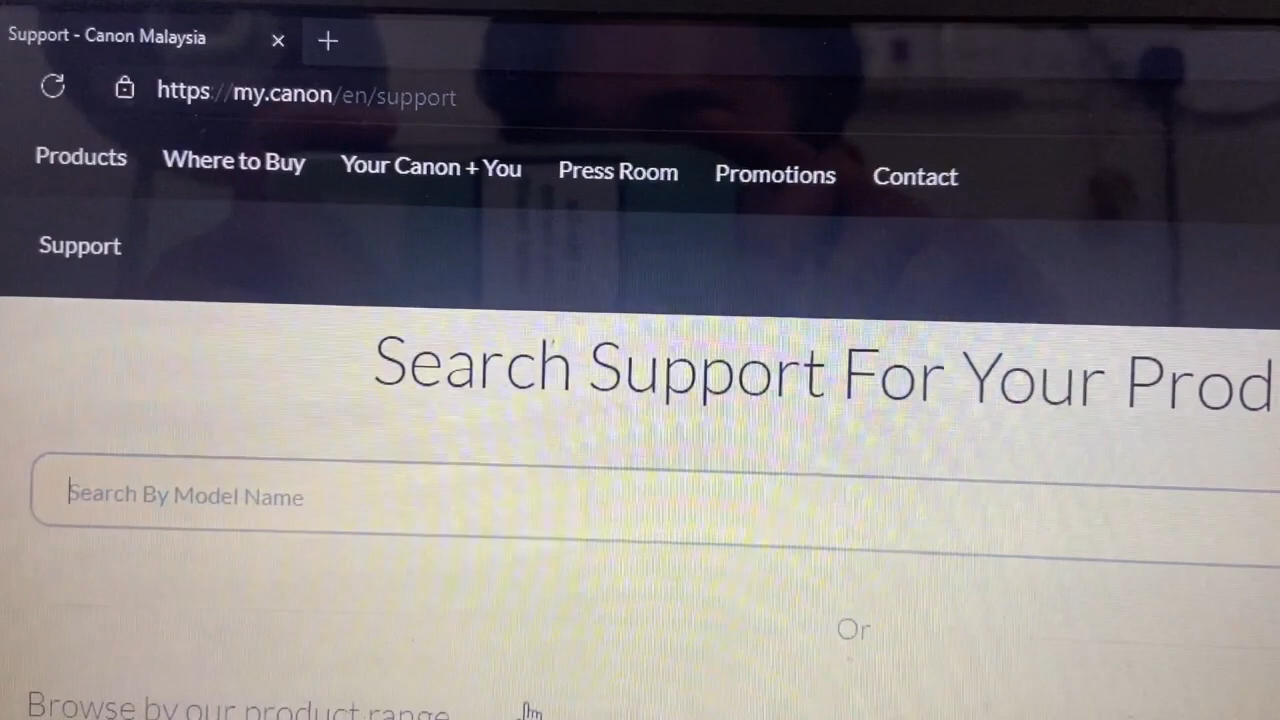 Support - Canon Malaysia
https://my.canon/en/support
Products Where to Buy Your Canon + You Press Room Promotions Contact
Support
Search Support For Your Prod
Search By Model Name
Or
Browse by our product range